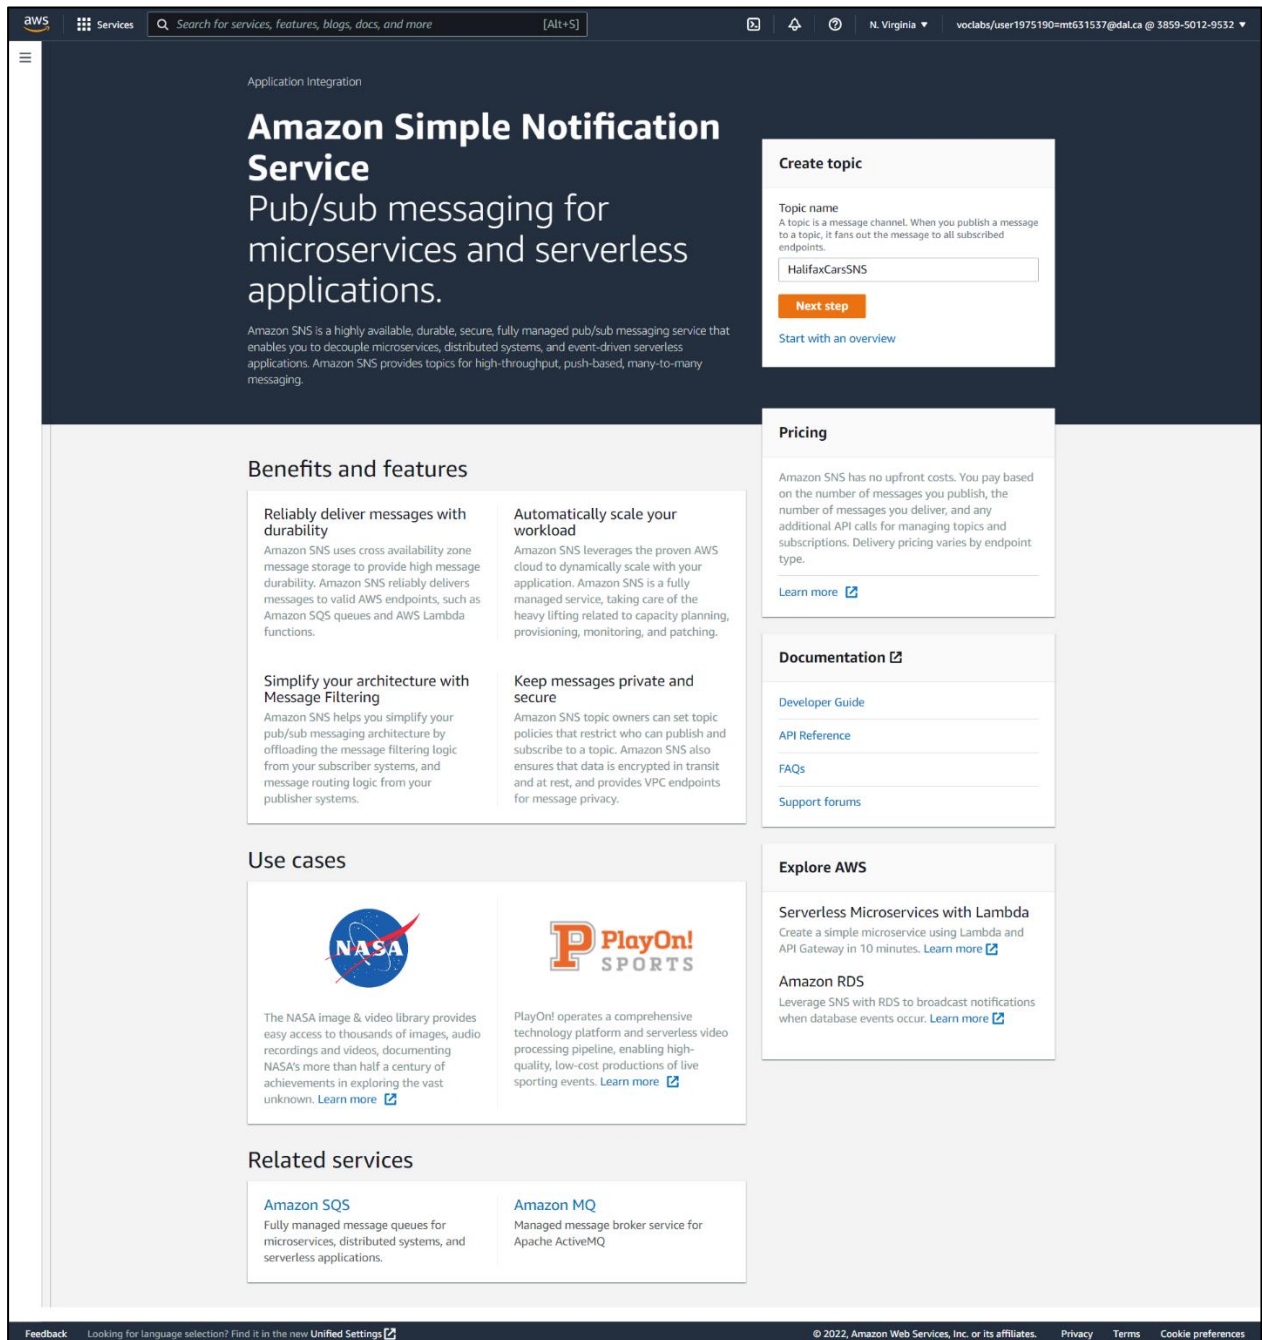 aws
Services
Search for services, features, blogs, docs, and more
[Alt+S]
N. Virginia ▼
voclabs/user1975190=mt631537@dal.ca @ 3859-5012-9532 ▼
Application Integration
Amazon Simple Notification
Service
Pub/sub messaging for
microservices and serverless
applications.
Amazon SNS is a highly available, durable, secure, fully managed pub/sub messaging service that
enables you to decouple microservices, distributed systems, and event-driven serverless
applications. Amazon SNS provides topics for high-throughput, push-based, many-to-many
messaging.
Create topic
Topic name
A topic is a message channel. When you publish a message
to a topic, it fans out the message to all subscribed
endpoints.
HalifaxCarsSNS
Next step
Start with an overview
Pricing
Amazon SNS has no upfront costs. You pay based
on the number of messages you publish, the
number of messages you deliver, and any
additional API calls for managing topics and
subscriptions. Delivery pricing varies by endpoint
type.
Learn more
Documentation
Developer Guide
API Reference
FAQs
Support forums
Explore AWS
Serverless Microservices with Lambda
Create a simple microservice using Lambda and
API Gateway in 10 minutes. Learn more
Amazon RDS
Leverage SNS with RDS to broadcast notifications
when database events occur. Learn more
Benefits and features
Reliably deliver messages with
durability
Amazon SNS uses cross availability zone
message storage to provide high message
durability. Amazon SNS reliably delivers
messages to valid AWS endpoints, such as
Amazon SQS queues and AWS Lambda
functions.
Automatically scale your
workload
Amazon SNS leverages the proven AWS
cloud to dynamically scale with your
application. Amazon SNS is a fully
managed service, taking care of the
heavy lifting related to capacity planning,
provisioning, monitoring, and patching.
Simplify your architecture with
Message Filtering
Amazon SNS helps you simplify your
pub/sub messaging architecture by
offloading the message filtering logic
from your subscriber systems, and
message routing logic from your
publisher systems.
Keep messages private and
secure
Amazon SNS topic owners can set topic
policies that restrict who can publish and
subscribe to a topic. Amazon SNS also
ensures that data is encrypted in transit
and at rest, and provides VPC endpoints
for message privacy.
Use cases
NASA
The NASA image & video library provides
easy access to thousands of images, audio
recordings and videos, documenting
NASA's more than half a century of
achievements in exploring the vast
unknown. Learn more
P PlayOn!
SPORTS
PlayOn! operates a comprehensive
technology platform and serverless video
processing pipeline, enabling high-
quality, low-cost productions of live
sporting events. Learn more
Related services
Amazon SQS
Fully managed message queues for
microservices, distributed systems, and
serverless applications.
Amazon MQ
Managed message broker service for
Apache ActiveMQ
Feedback
Looking for language selection? Find it in the new Unified Settings
© 2022, Amazon Web Services, Inc. or its affiliates.
Privacy
Terms
Cookie preferences